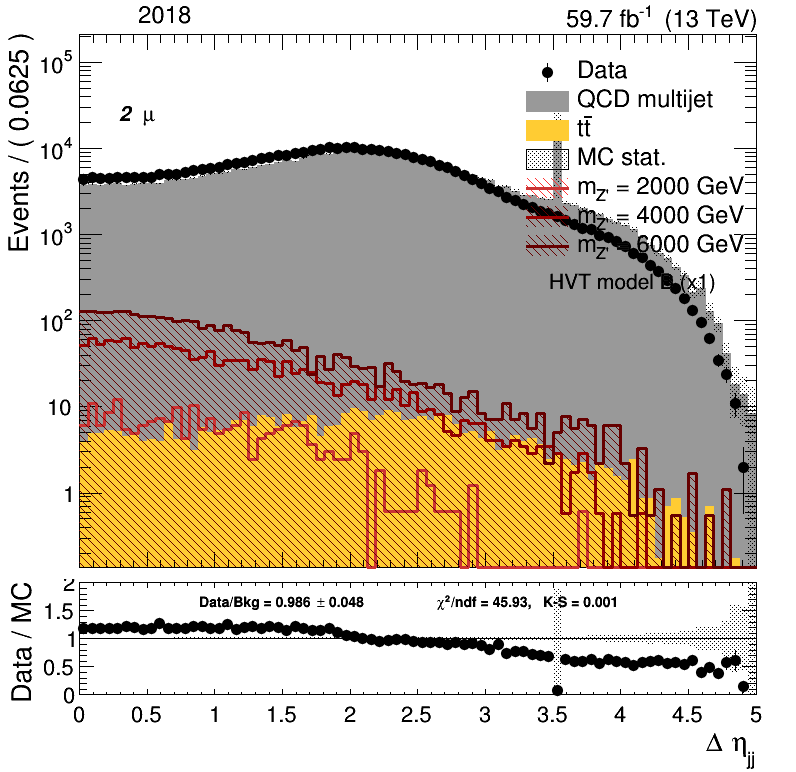 2018 59.7 fb⁻¹ (13 TeV)
Events / ( 0.0625 )
10⁵
10⁴
10³
10²
10
1
2 μ
Data
QCD multijet
tt̄
MC stat.
m_Z' = 2000 GeV
m_Z' = 4000 GeV
m_Z' = 6000 GeV
HVT model B (x1)
Data / MC
2
1.5
1
0.5
0
Data/Bkg = 0.986 ± 0.048 χ²/ndf = 45.93, K-S = 0.001
0 0.5 1 1.5 2 2.5 3 3.5 4 4.5 5
Δ η_jj